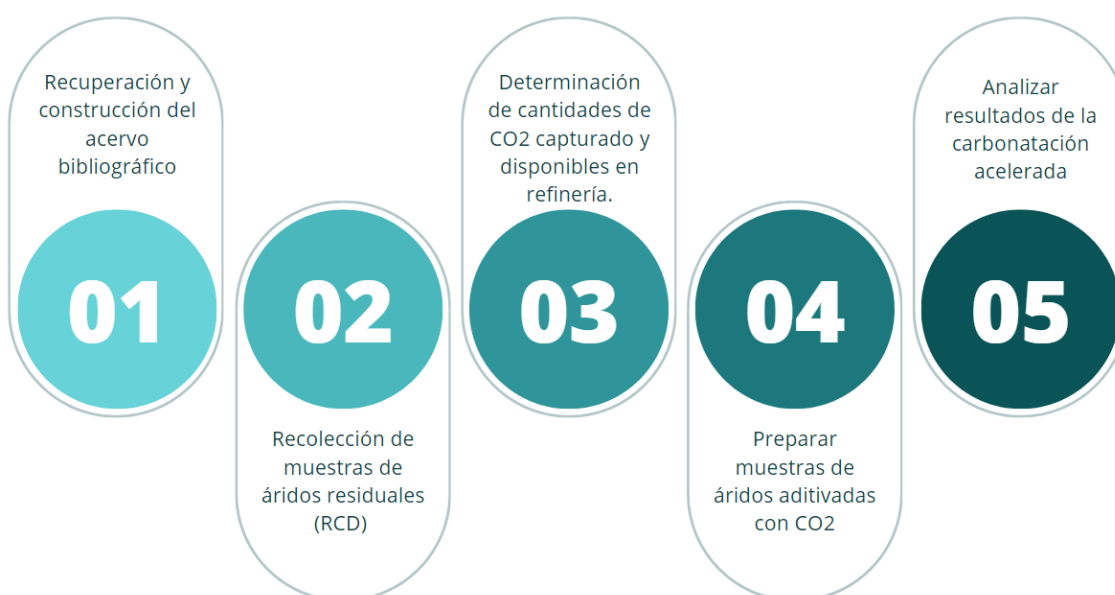 Recuperación y
construcción del
acervo
bibliográfico
01
02
Recolección de
muestras de
áridos residuales
(RCD)
Determinación
de cantidades de
CO2 capturado y
disponibles en
refinería.
03
04
Preparar
muestras de
áridos aditivadas
con CO2
Analizar
resultados de la
carbonatación
acelerada
05